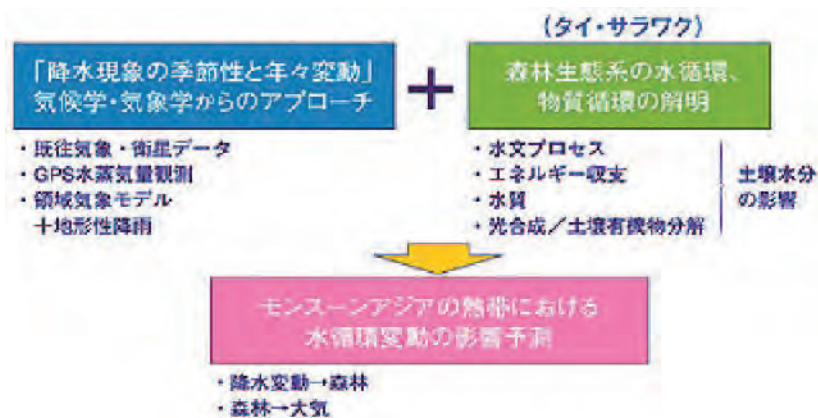 「降水現象の季節性と年々変動」
気候学・気象学からのアプローチ
・既往気象・衛星データ
・GPS水蒸気量観測
・領域気象モデル
＋地形性降雨
＋
(タイ・サラワク)
森林生態系の水循環、
物質循環の解明
・水文プロセス
・エネルギー収支
・水質
・光合成／土壌有機物分解
土壌水分
の影響
モンスーンアジアの熱帯における
水循環変動の影響予測
・降水変動→森林
・森林→大気